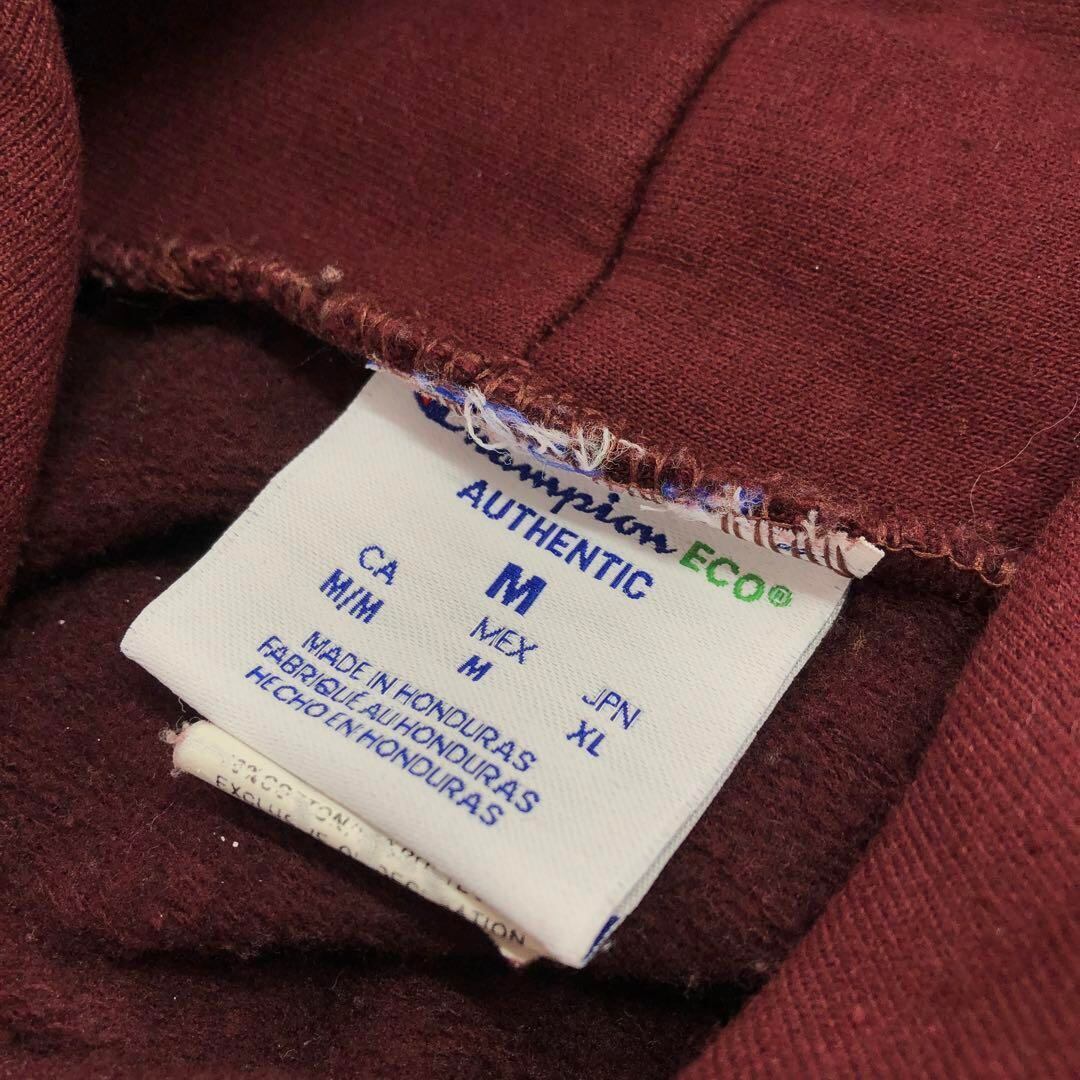 Champion
AUTHENTIC ECO®
M
CA MEX JPN
M/M M XL
MADE IN HONDURAS
FABRIQUÉ AU HONDURAS
HECHO EN HONDURAS